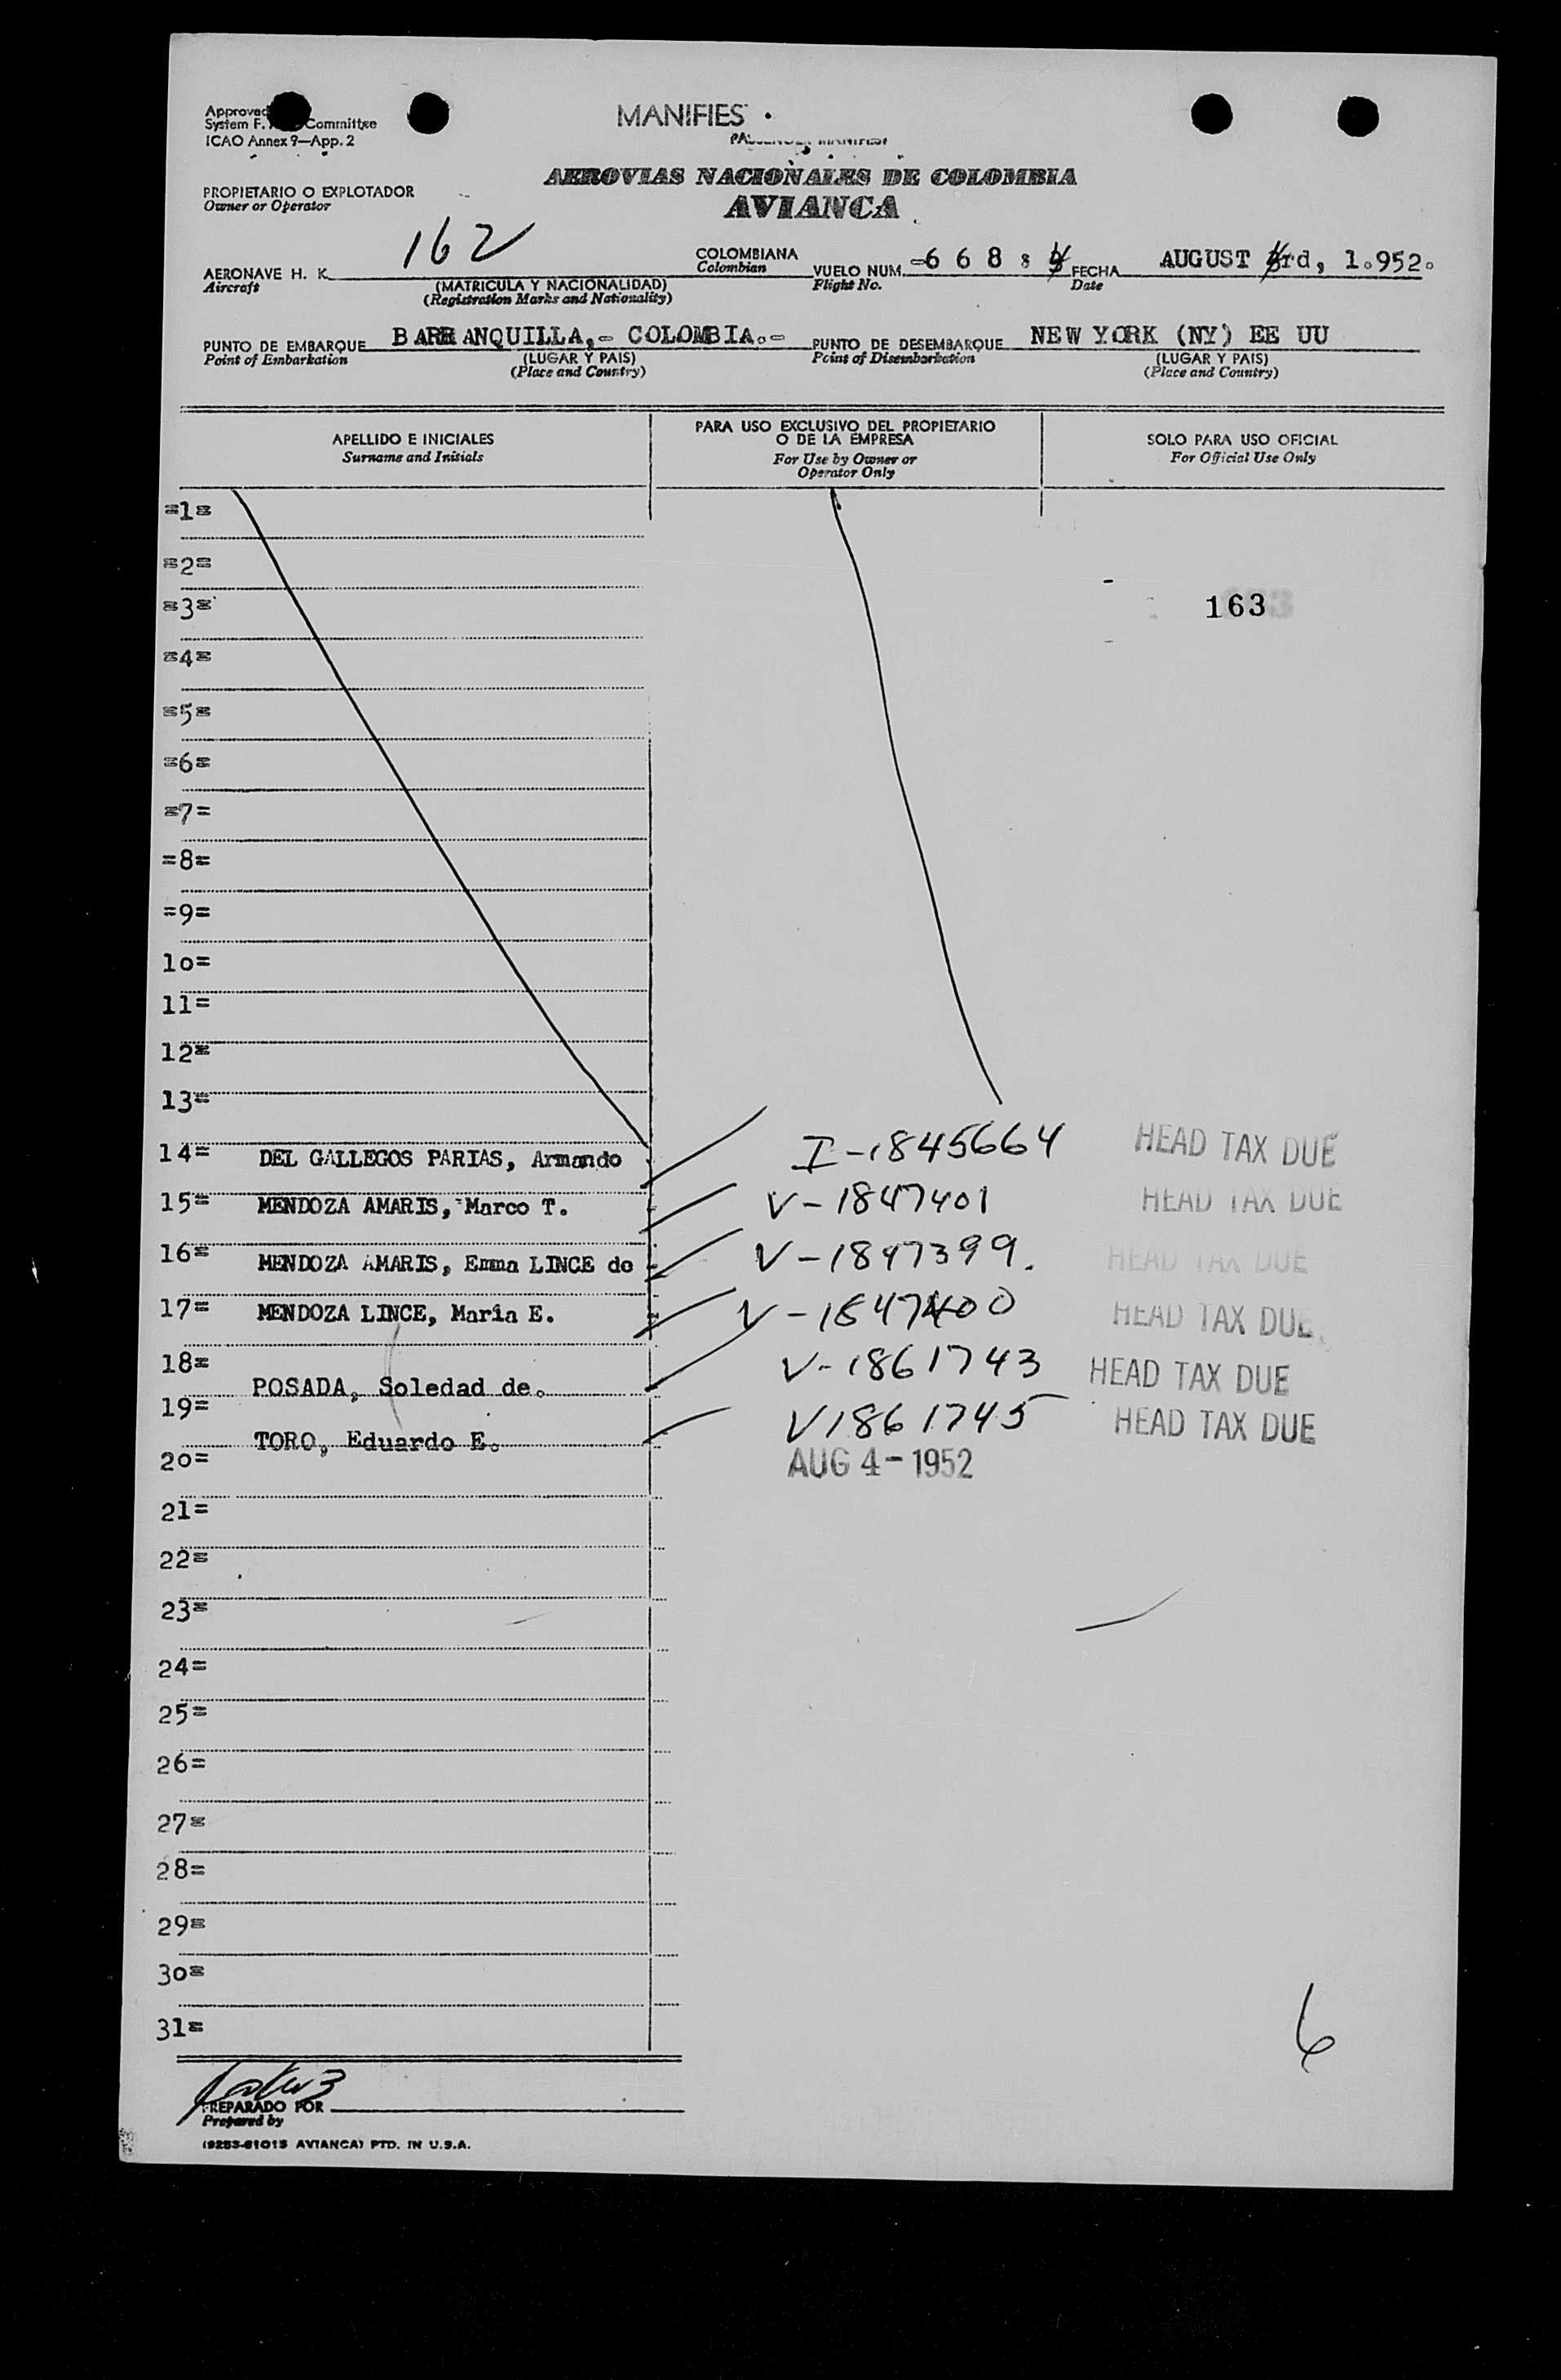 Approved
System F. Committee
ICAO Annex 9—App. 2
MANIFIES
AEROVIAS NACIONALES DE COLOMBIA
AVIANCA
PROPIETARIO O EXPLOTADOR
Owner or Operator
AERONAVE H. K. 162
Aircraft
(MATRICULA Y NACIONALIDAD)
(Registration Marks and Nationality)
COLOMBIANA
Colombian
VUELO NUM. -668
Flight No.
FECHA AUGUST rd, 1.952.
Date
PUNTO DE EMBARQUE BARRANQUILLA,- COLOMBIA.-
Point of Embarkation
(LUGAR Y PAIS)
(Place and Country)
PUNTO DE DESEMBARQUE NEW YORK (NY) EE UU
Point of Disembarkation
(LUGAR Y PAIS)
(Place and Country)
APELLIDO E INICIALES
Surname and Initials
PARA USO EXCLUSIVO DEL PROPIETARIO
O DE LA EMPRESA
For Use by Owner or
Operator Only
SOLO PARA USO OFICIAL
For Official Use Only
=1=
=2=
=3= 163
=4=
=5=
=6=
=7=
=8=
=9=
10=
11=
12=
13=
14= DEL GALLEGOS PARIAS, Armando I-1845664 HEAD TAX DUE
15= MENDOZA AMARIS, Marco T. V-1847401 HEAD TAX DUE
16= MENDOZA AMARIS, Emma LINCE de V-1847399. HEAD TAX DUE
17= MENDOZA LINCE, María E. V-1847400 HEAD TAX DUE
18= POSADA, Soledad de. V-1861743 HEAD TAX DUE
19= TORO, Eduardo E. V1861745 HEAD TAX DUE
20= AUG 4-1952
21=
22=
23=
24=
25=
26=
27=
28=
29=
30=
31=
6
PREPARADO POR
Prepared by
(9253-61015 AVIANCA) PTD. IN U.S.A.